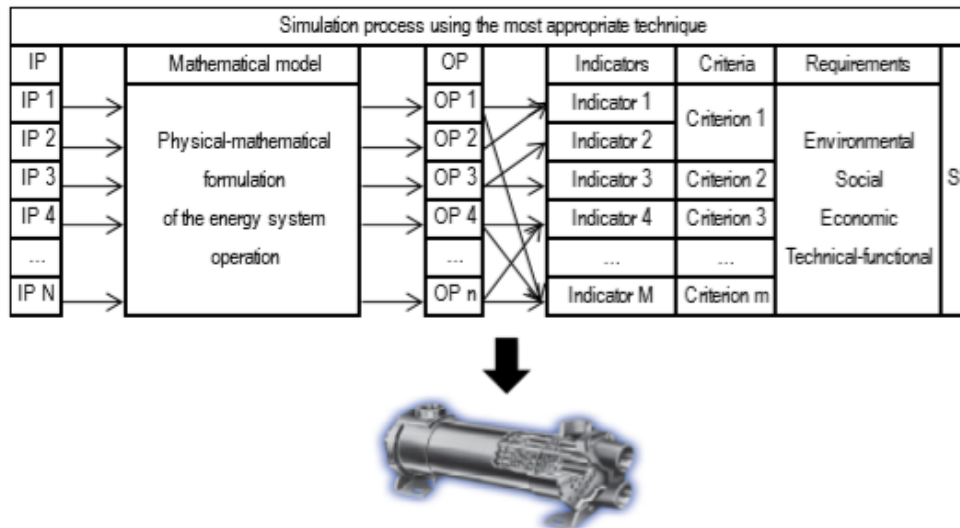 Simulation process using the most appropriate technique
IP Mathematical model OP Indicators Criteria Requirements
IP 1 OP 1 Indicator 1 Criterion 1
IP 2 Physical-mathematical OP 2 Indicator 2 Environmental
IP 3 formulation OP 3 Indicator 3 Criterion 2 Social S
IP 4 of the energy system OP 4 Indicator 4 Criterion 3 Economic
... operation ... ... ... Technical-functional
IP N OP n Indicator M Criterion m